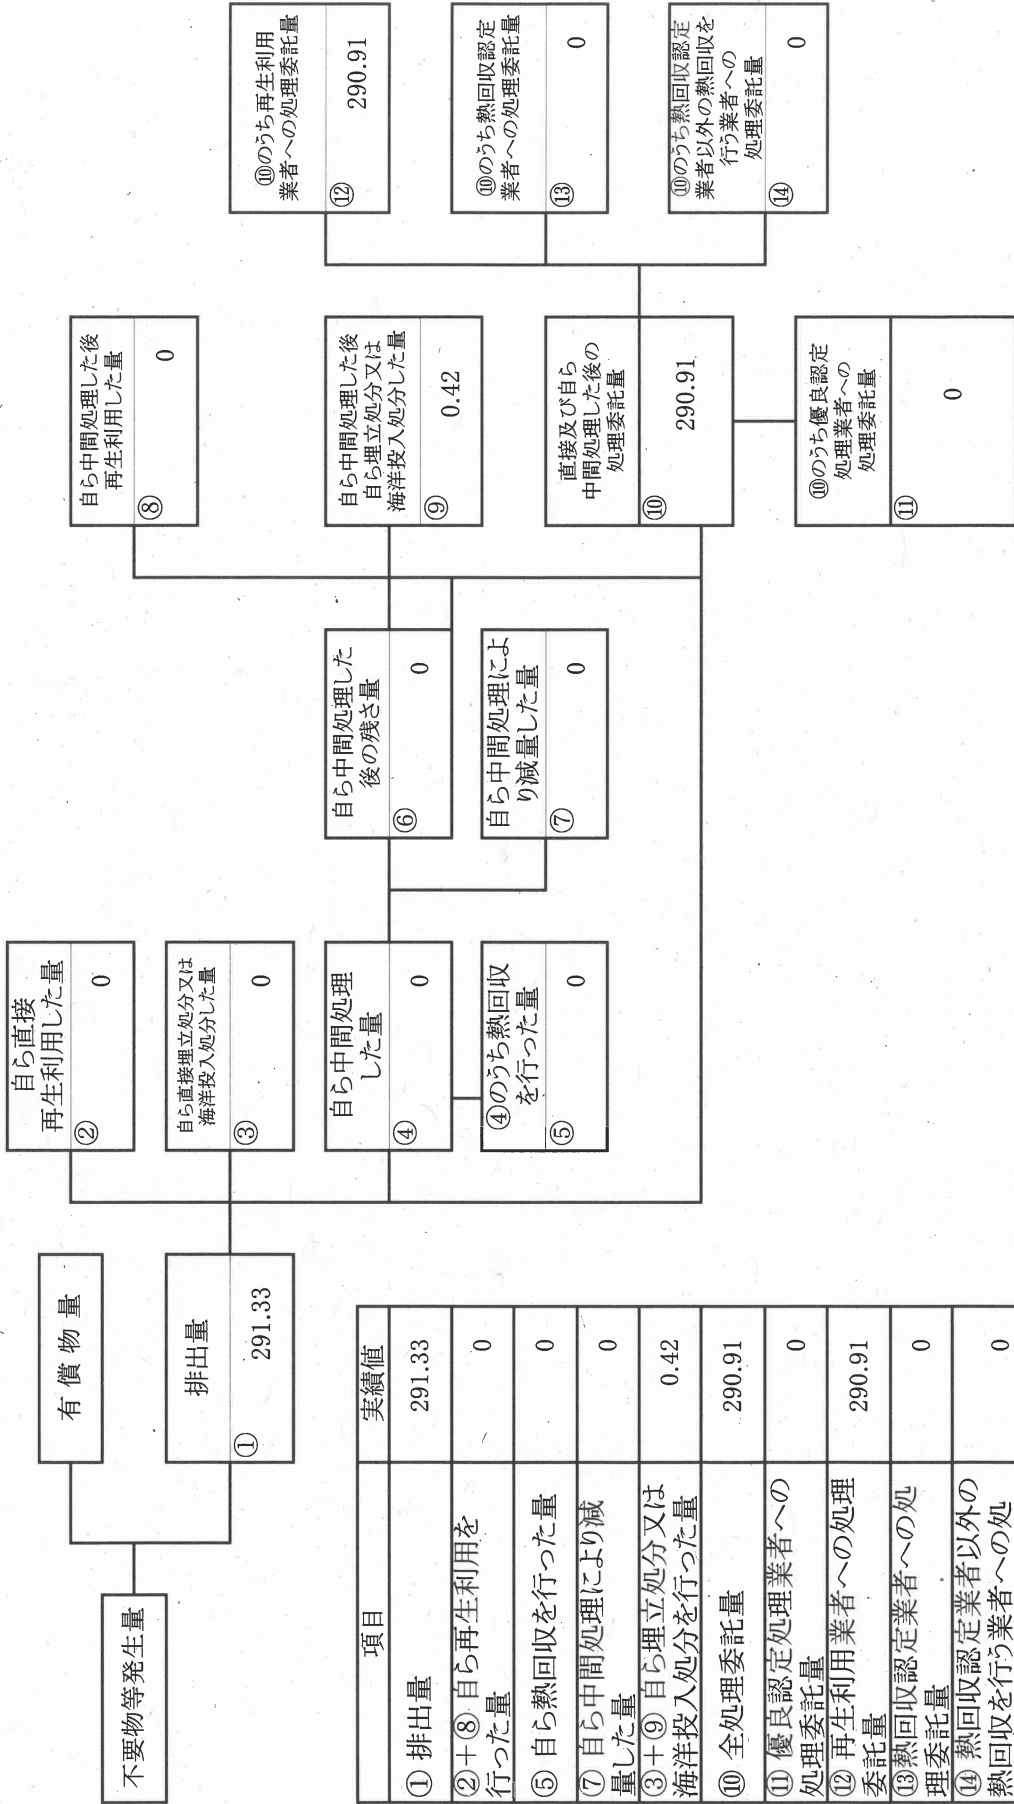 不要物等発生量
有償物量
排出量
①
291.33
自ら直接
再生利用した量
②
0
自ら直接埋立処分又は
海洋投入処分した量
③
0
自ら中間処理
した量
④
0
④のうち熱回収
を行った量
⑤
0
自ら中間処理した
後の残さ量
⑥
0
自ら中間処理によ
り減量した量
⑦
0
自ら中間処理した後
再生利用した量
⑧
0
自ら中間処理した後
自ら埋立処分又は
海洋投入処分した量
⑨
0.42
直接及び自ら
中間処理した後の
処理委託量
⑩
290.91
⑩のうち優良認定
処理業者への
処理委託量
⑪
0
⑩のうち再生利用
業者への処理委託量
⑫
290.91
⑩のうち熱回収認定
業者への処理委託量
⑬
0
⑩のうち熱回収認定
業者以外の熱回収を
行う業者への
処理委託量
⑭
0
項目 実績値
①排出量 291.33
②+⑧自ら再生利用を
行った量 0
⑤自ら熱回収を行った量 0
⑦自ら中間処理により減
量した量 0
③+⑨自ら埋立処分又は
海洋投入処分を行った量 0.42
⑩全処理委託量 290.91
⑪優良認定処理業者への
処理委託量 0
⑫再生利用業者への処理
委託量 290.91
⑬熱回収認定業者への処
理委託量 0
⑭熱回収認定業者以外の
熱回収を行う業者への処 0